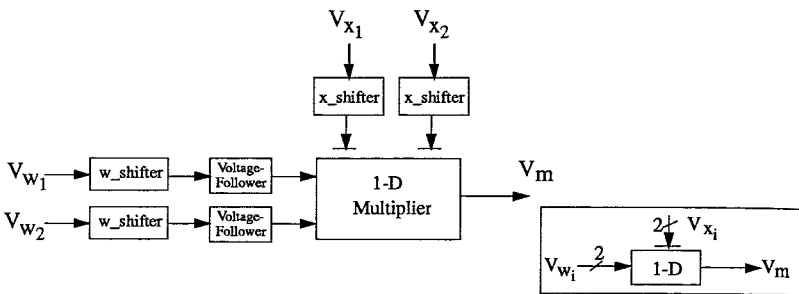 Vx1 Vx2
x_shifter x_shifter
Vw1 w_shifter Voltage-Follower
1-D Multiplier
Vm
Vw2 w_shifter Voltage-Follower
2 Vxi
Vwi 2 1-D Vm